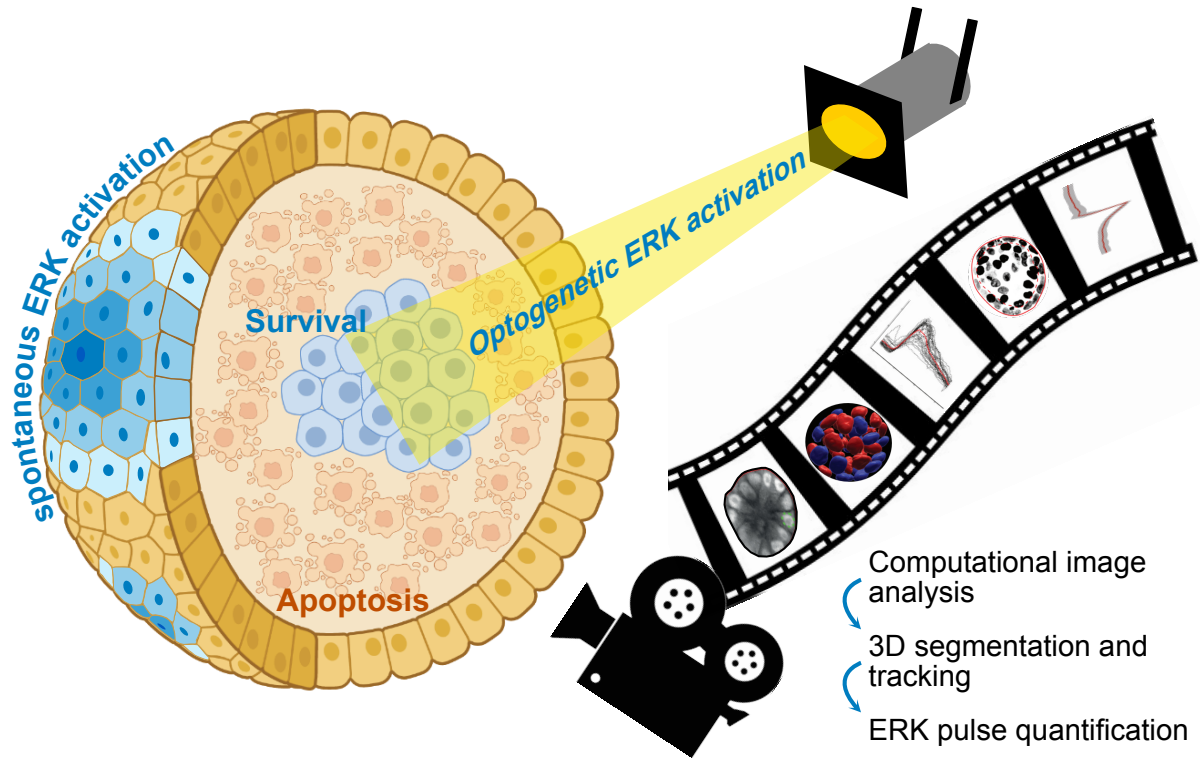 spontaneous ERK activation
Survival
Optogenetic ERK activation
Apoptosis
Computational image
analysis
3D segmentation and
tracking
ERK pulse quantification